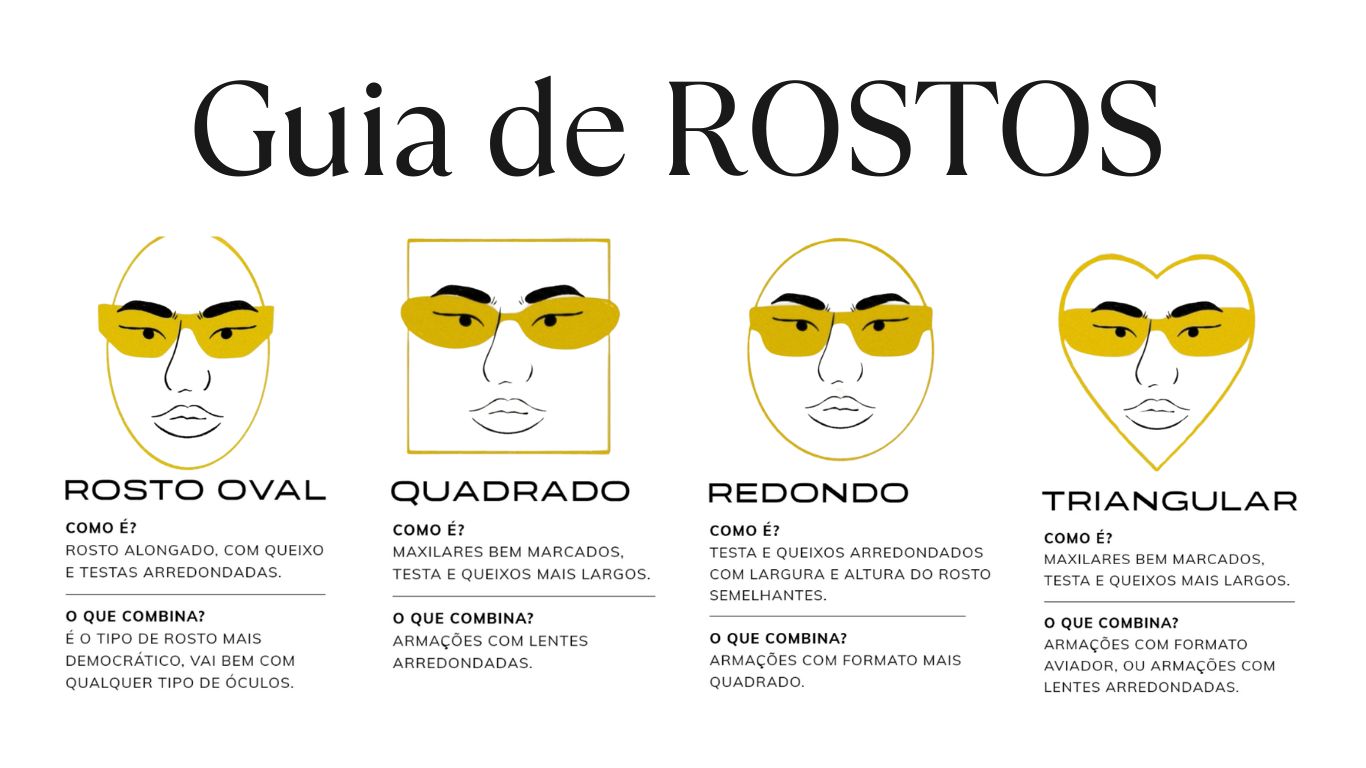 Guia de ROSTOS
ROSTO OVAL
COMO É?
ROSTO ALONGADO, COM QUEIXO
E TESTAS ARREDONDADAS.
O QUE COMBINA?
É O TIPO DE ROSTO MAIS
DEMOCRÁTICO, VAI BEM COM
QUALQUER TIPO DE ÓCULOS.
QUADRADO
COMO É?
MAXILARES BEM MARCADOS,
TESTA E QUEIXOS MAIS LARGOS.
O QUE COMBINA?
ARMAÇÕES COM LENTES
ARREDONDADAS.
REDONDO
COMO É?
TESTA E QUEIXOS ARREDONDADOS
COM LARGURA E ALTURA DO ROSTO
SEMELHANTES.
O QUE COMBINA?
ARMAÇÕES COM FORMATO MAIS
QUADRADO.
TRIANGULAR
COMO É?
MAXILARES BEM MARCADOS,
TESTA E QUEIXOS MAIS LARGOS.
O QUE COMBINA?
ARMAÇÕES COM FORMATO
AVIADOR, OU ARMAÇÕES COM
LENTES ARREDONDADAS.